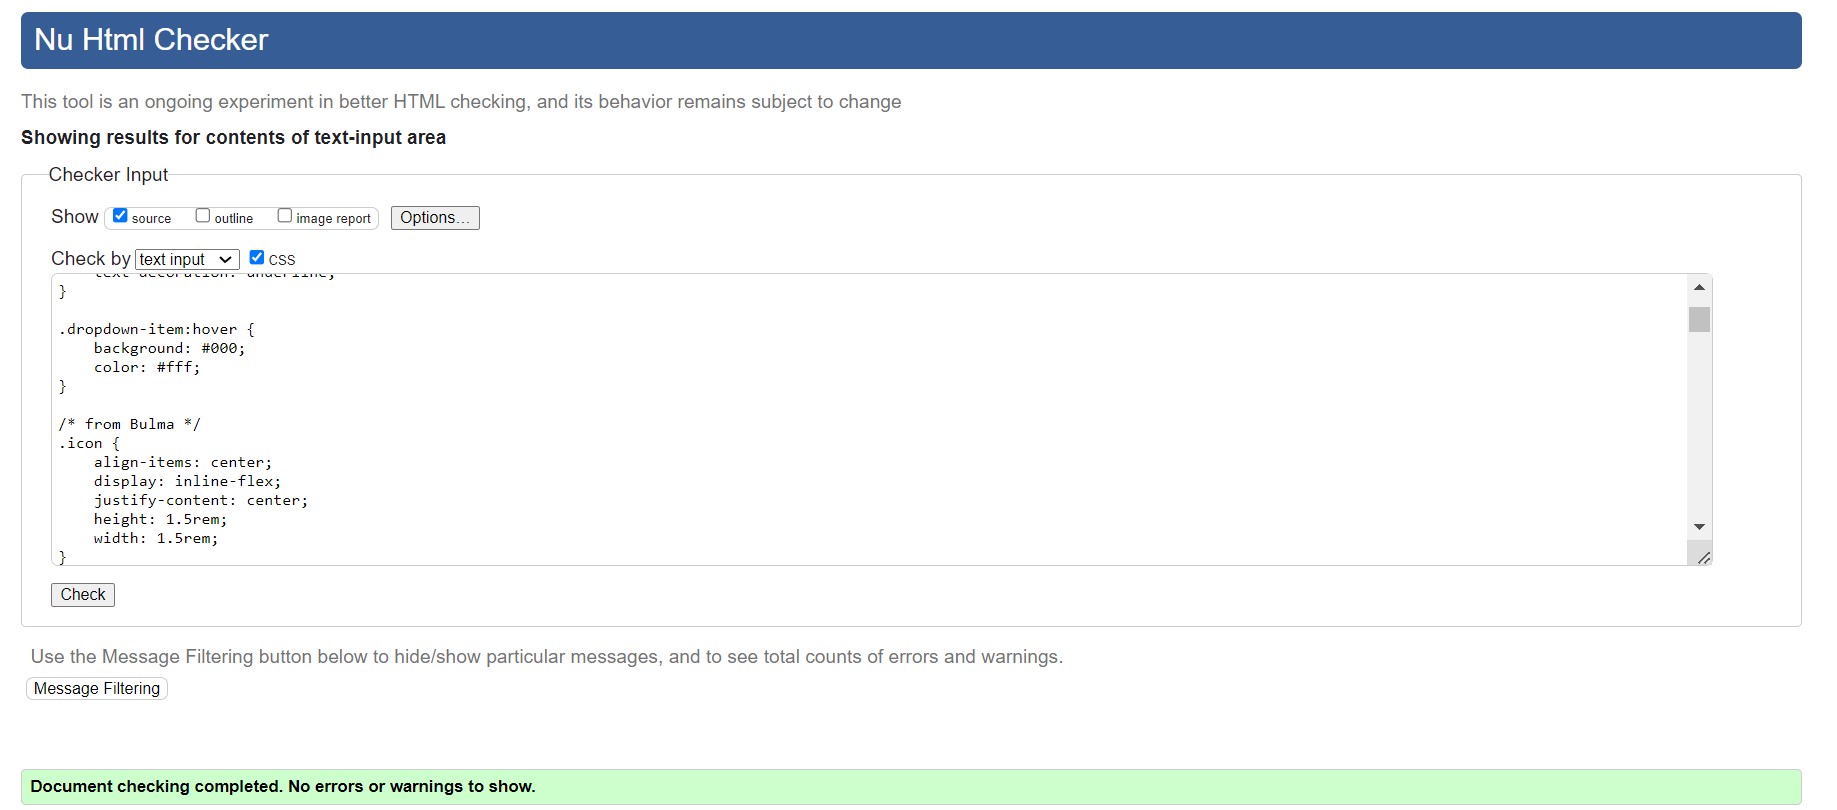 Nu Html Checker
This tool is an ongoing experiment in better HTML checking, and its behavior remains subject to change
Showing results for contents of text-input area
Checker Input
Show source outline image report Options...
Check by text input CSS
text-decoration: underline;
}
.dropdown-item:hover {
background: #000;
color: #fff;
}
/* from Bulma */
.icon {
align-items: center;
display: inline-flex;
justify-content: center;
height: 1.5rem;
width: 1.5rem;
}
Check
Use the Message Filtering button below to hide/show particular messages, and to see total counts of errors and warnings.
Message Filtering
Document checking completed. No errors or warnings to show.